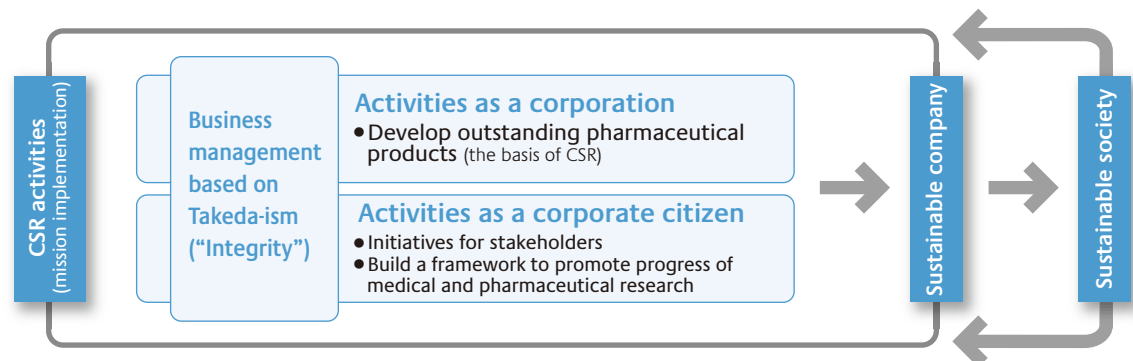 CSR activities
(mission implementation)
Business
management
based on
Takeda-ism
(“Integrity”)
Activities as a corporation
●Develop outstanding pharmaceutical
products (the basis of CSR)
Activities as a corporate citizen
●Initiatives for stakeholders
●Build a framework to promote progress of
medical and pharmaceutical research
Sustainable company
Sustainable society